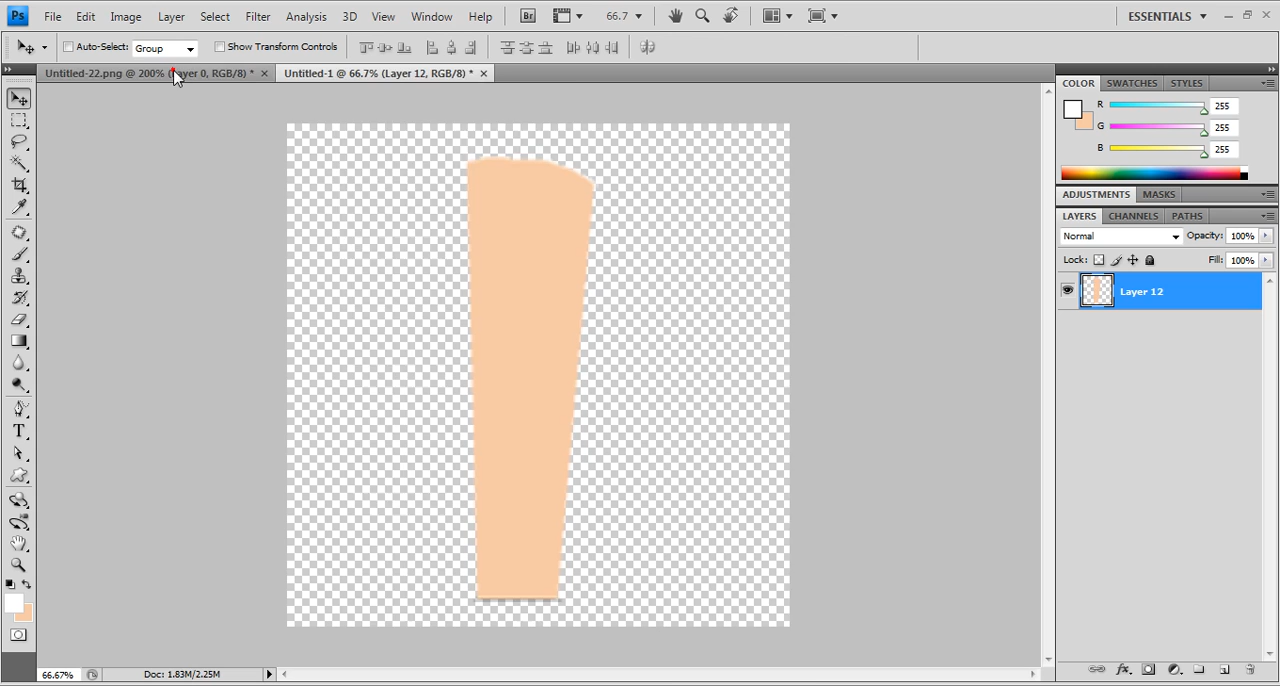 Ps File Edit Image Layer Select Filter Analysis 3D View Window Help Br 66.7 ESSENTIALS
Auto-Select: Group Show Transform Controls
Untitled-22.png @ 200% (Layer 0, RGB/8) * Untitled-1 @ 66.7% (Layer 12, RGB/8) *
COLOR SWATCHES STYLES
R 255
G 255
B 255
ADJUSTMENTS MASKS
LAYERS CHANNELS PATHS
Normal Opacity: 100%
Lock: Fill: 100%
Layer 12
T
66.67% Doc: 1.83M/2.25M
fx